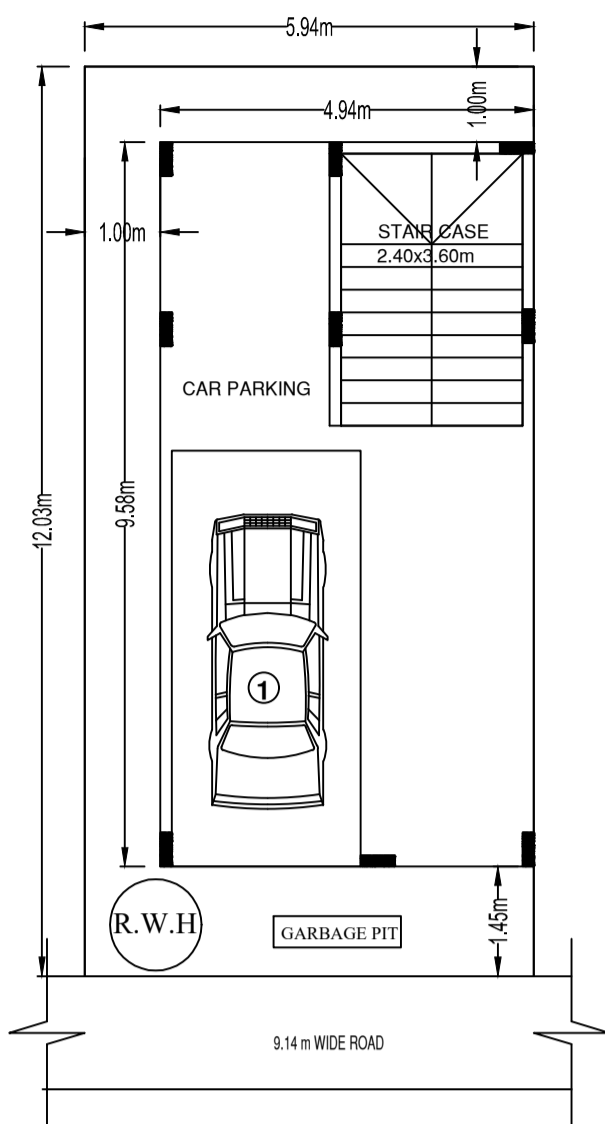 5.94m
1.00m
4.94m
1.00m
STAIR CASE
2.40x3.60m
CAR PARKING
12.03m
9.58m
1
R.W.H
GARBAGE PIT
1.45m
9.14 m WIDE ROAD